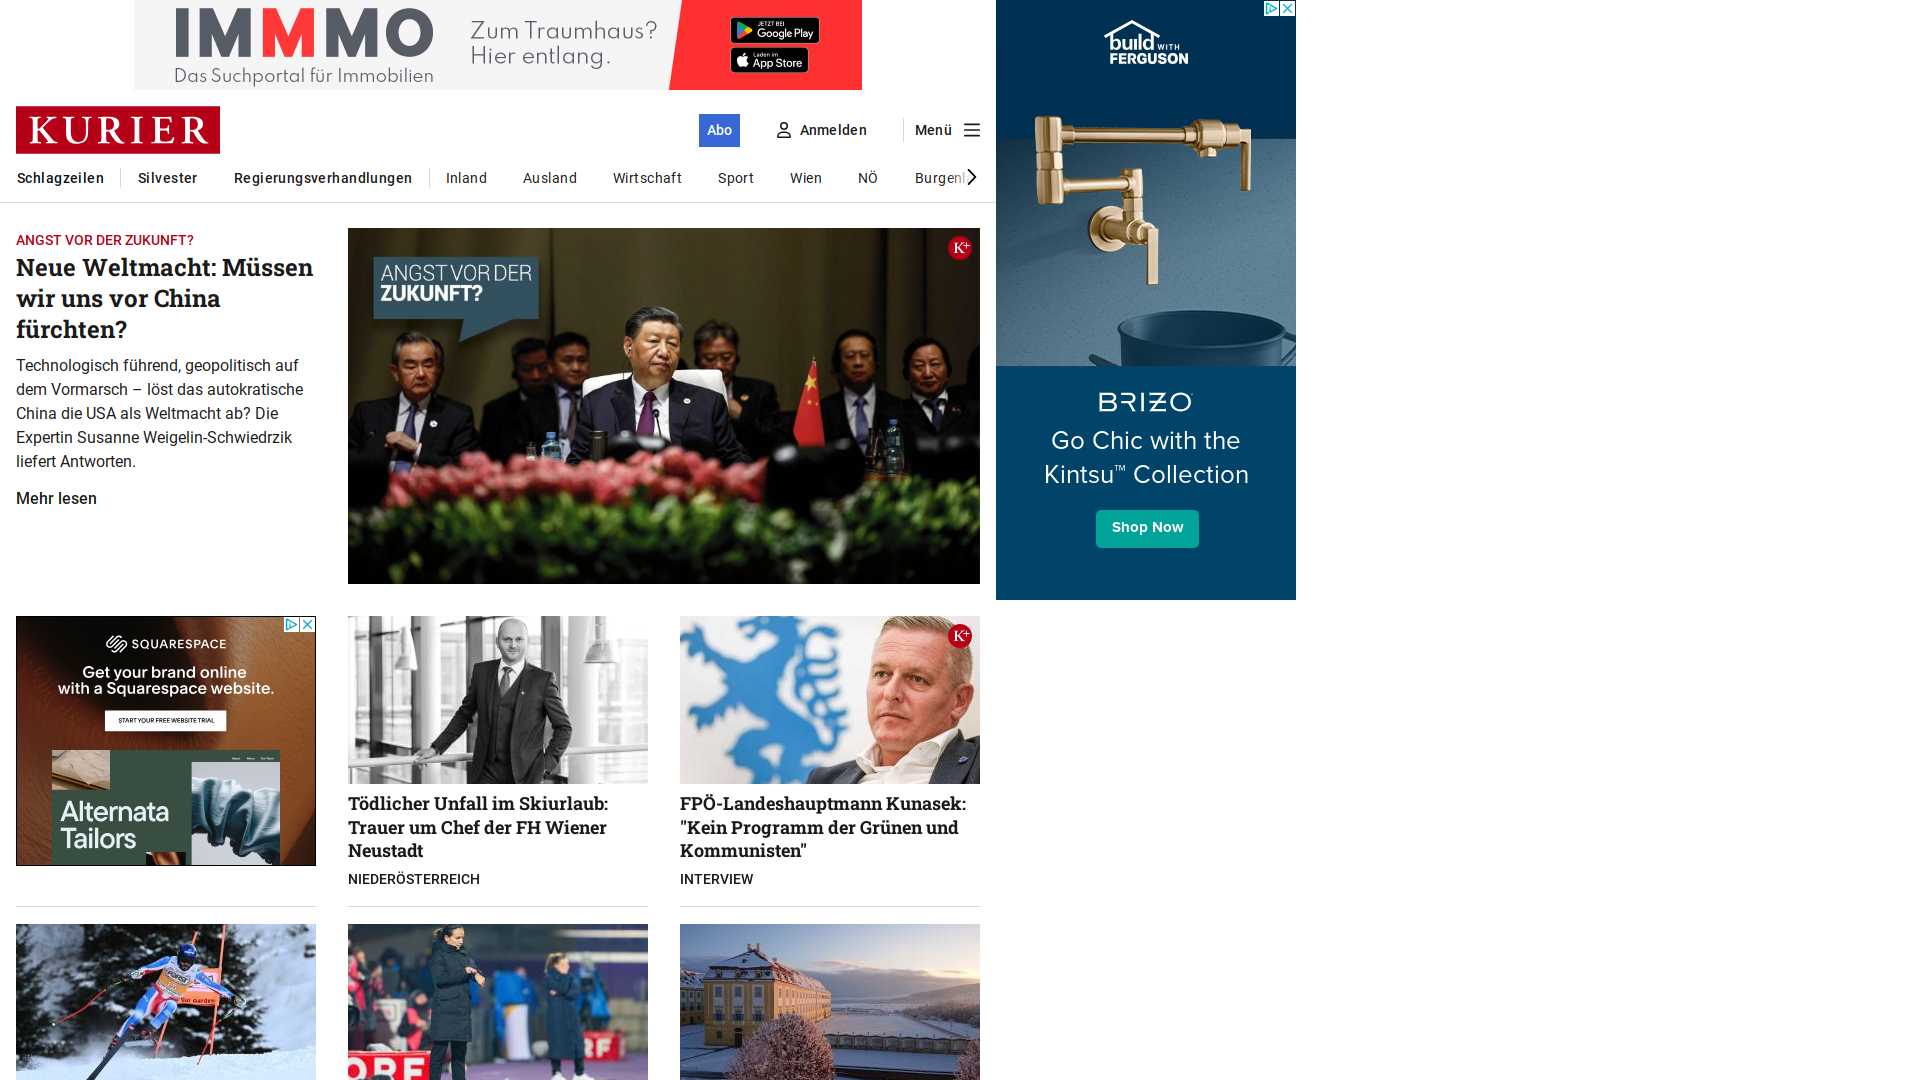 IMMMO
Das Suchportal für Immobilien
Zum Traumhaus?
Hier entlang.
JETZT BEI
Google Play
Laden im
App Store
build WITH
FERGUSON
KURIER
Abo
Anmelden
Menü
Schlagzeilen
Silvester
Regierungsverhandlungen
Inland
Ausland
Wirtschaft
Sport
Wien
NÖ
Burgenl
ANGST VOR DER ZUKUNFT?
Neue Weltmacht: Müssen
wir uns vor China
fürchten?
Technologisch führend, geopolitisch auf
dem Vormarsch – löst das autokratische
China die USA als Weltmacht ab? Die
Expertin Susanne Weigelin-Schwiedrzik
liefert Antworten.
Mehr lesen
ANGST VOR DER
ZUKUNFT?
K+
BRIZO
Go Chic with the
Kintsu™ Collection
Shop Now
SQUARESPACE
Get your brand online
with a Squarespace website.
START YOUR FREE WEBSITE TRIAL
Alternata
Tailors
Tödlicher Unfall im Skiurlaub:
Trauer um Chef der FH Wiener
Neustadt
NIEDERÖSTERREICH
K+
FPÖ-Landeshauptmann Kunasek:
"Kein Programm der Grünen und
Kommunisten"
INTERVIEW
ORF